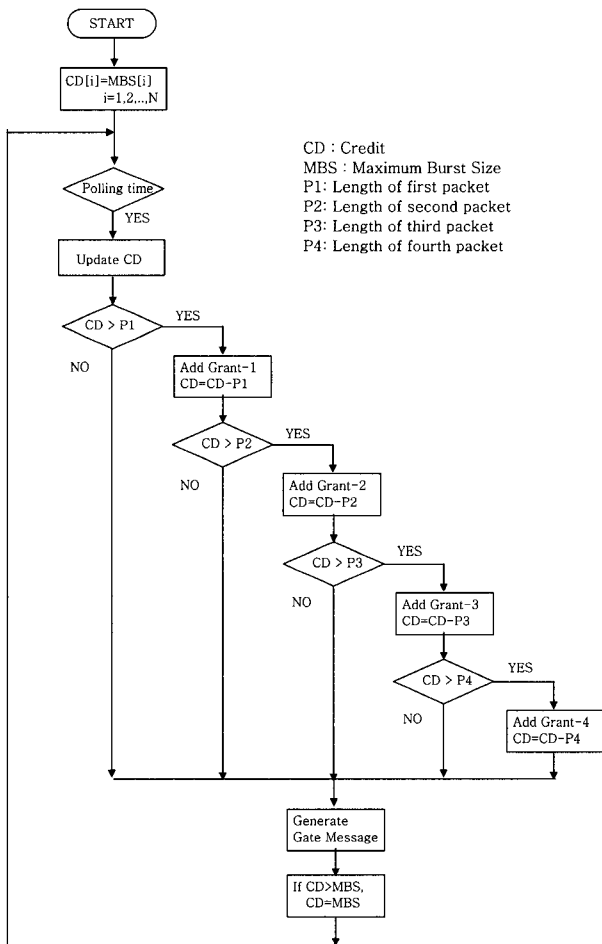 START
CD[i]=MBS[i]
i=1,2,..,N
CD : Credit
MBS : Maximum Burst Size
P1: Length of first packet
P2: Length of second packet
P3: Length of third packet
P4: Length of fourth packet
Polling time
YES
Update CD
CD > P1
YES
NO
Add Grant-1
CD=CD-P1
CD > P2
YES
NO
Add Grant-2
CD=CD-P2
CD > P3
YES
NO
Add Grant-3
CD=CD-P3
CD > P4
YES
NO
Add Grant-4
CD=CD-P4
Generate
Gate Message
If CD>MBS,
CD=MBS